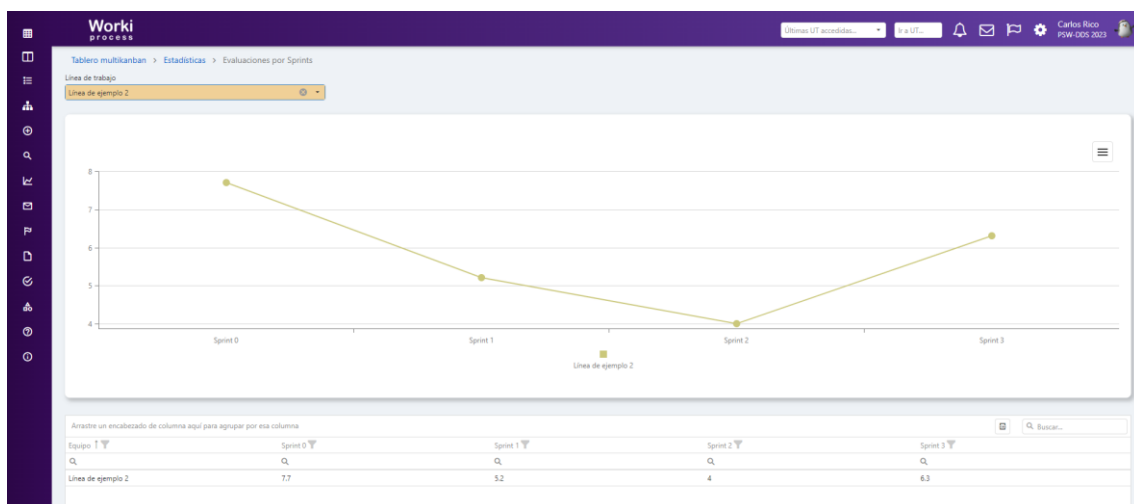 Worki
process
Últimas UT accedidas...
Ir a UT...
Carlos Rico
PSW-DDS 2023
Tablero multikanban > Estadísticas > Evaluaciones por Sprints
Línea de trabajo
Línea de ejemplo 2
8
7
6
5
4
Sprint 0 Sprint 1 Sprint 2 Sprint 3
Línea de ejemplo 2
Arrastre un encabezado de columna aquí para agrupar por esa columna
Buscar...
Equipo Sprint 0 Sprint 1 Sprint 2 Sprint 3
Línea de ejemplo 2 7.7 5.2 4 6.3